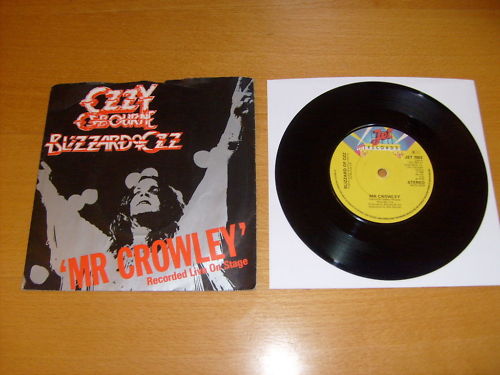 OZZY
OSBOURNE
BLIZZARD OF OZZ
'MR CROWLEY'
Recorded Live On Stage
Jet
RECORDS
BLIZZARD OF OZZ
JET 7003
STEREO
MR CROWLEY